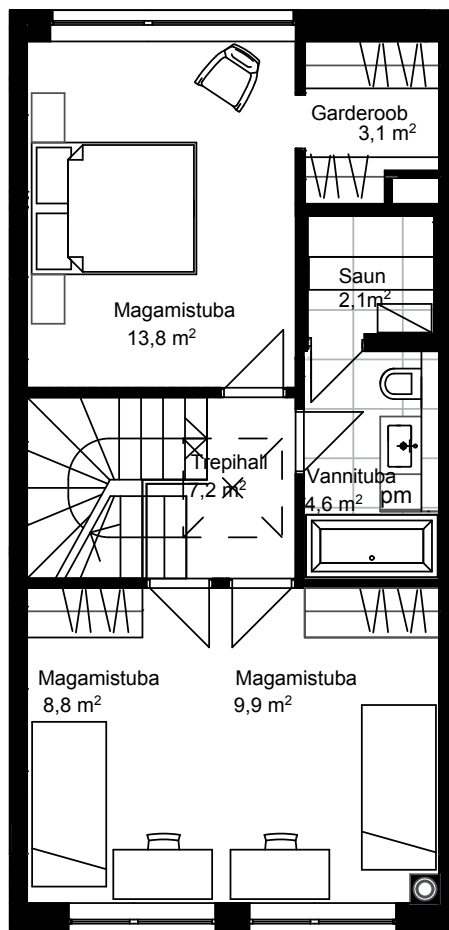 Garderoob
3,1 m²
Saun
2,1m²
Magamistuba
13,8 m²
Trepihall
7,2 m²
Vannituba
4,6 m²
pm
Magamistuba
8,8 m²
Magamistuba
9,9 m²